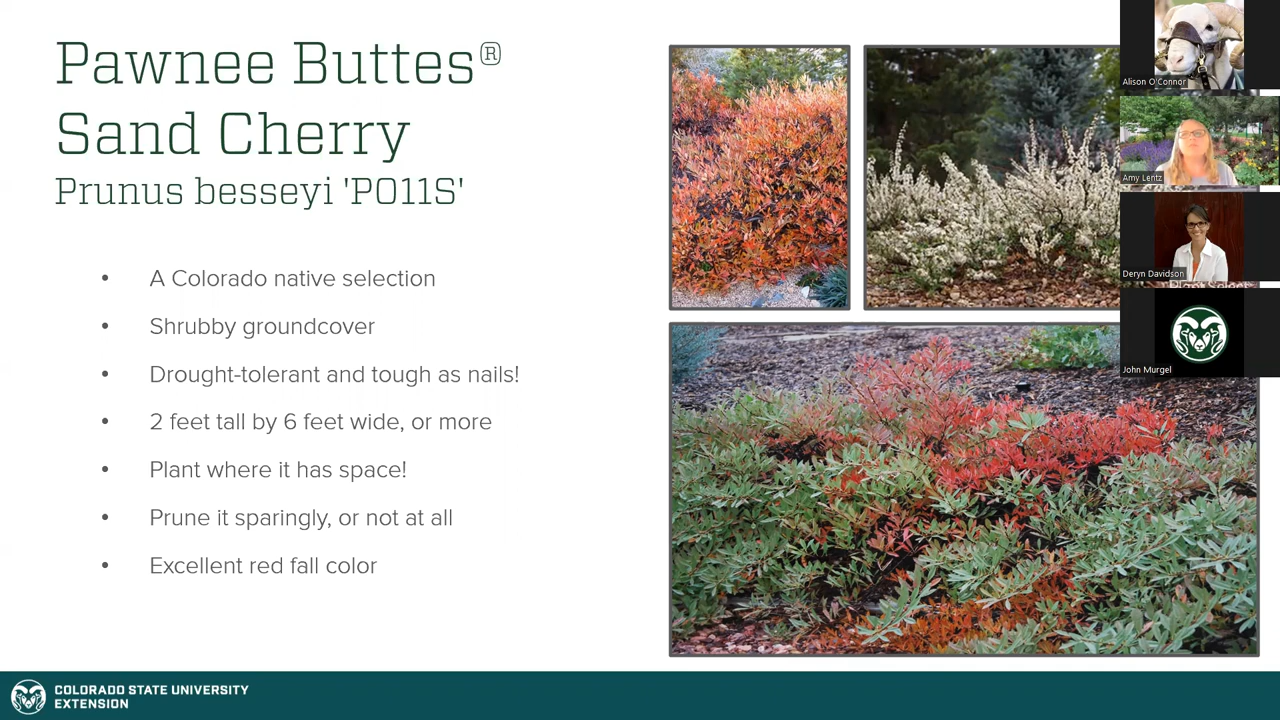 Pawnee Buttes®
Sand Cherry
Prunus besseyi 'P011S'
• A Colorado native selection
• Shrubby groundcover
• Drought-tolerant and tough as nails!
• 2 feet tall by 6 feet wide, or more
• Plant where it has space!
• Prune it sparingly, or not at all
• Excellent red fall color
Alison O'Connor
Amy Lentz
Deryn Davidson
Plant Select
John Murgel
COLORADO STATE UNIVERSITY
EXTENSION